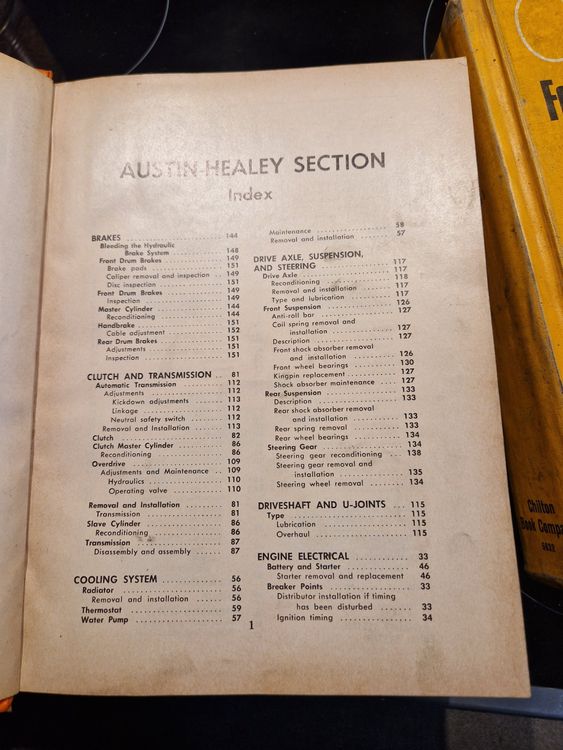 AUSTIN-HEALEY SECTION
Index
BRAKES ............ 144
Bleeding the Hydraulic
Brake System ............ 148
Front Drum Brakes ............ 149
Brake pads ............ 151
Caliper removal and inspection ... 149
Disc inspection ............ 151
Front Drum Brakes ............ 149
Inspection ............ 149
Master Cylinder ............ 144
Reconditioning ............ 144
Handbrake ............ 151
Cable adjustment ............ 152
Rear Drum Brakes ............ 151
Adjustments ............ 151
Inspection ............ 151
CLUTCH AND TRANSMISSION .. 81
Automatic Transmission ............ 112
Adjustments ............ 112
Kickdown adjustments ............ 113
Linkage ............ 112
Neutral safety switch ............ 112
Removal and Installation ............ 113
Clutch ............ 82
Clutch Master Cylinder ............ 86
Reconditioning ............ 86
Overdrive ............ 109
Adjustments and Maintenance ..... 109
Hydraulics ............ 110
Operating valve ............ 110
Removal and Installation ............ 81
Transmission ............ 81
Slave Cylinder ............ 86
Reconditioning ............ 86
Transmission ............ 87
Disassembly and assembly ...... 87
COOLING SYSTEM ............ 56
Radiator ............ 56
Removal and installation ............ 56
Thermostat ............ 59
Water Pump ............ 57
Maintenance ............ 58
Removal and installation ............ 57
DRIVE AXLE, SUSPENSION,
AND STEERING ............ 117
Drive Axle ............ 117
Reconditioning ............ 118
Removal and installation ............ 117
Type and lubrication ............ 117
Front Suspension ............ 126
Anti-roll bar ............ 127
Coil spring removal and
installation ............ 127
Description ............ 127
Front shock absorber removal
and installation ............ 126
Front wheel bearings ............ 130
Kingpin replacement ............ 127
Shock absorber maintenance .... 127
Rear Suspension ............ 133
Description ............ 133
Rear shock absorber removal
and installation ............ 133
Rear spring removal ............ 133
Rear wheel bearings ............ 134
Steering Gear ............ 134
Steering gear reconditioning .... 138
Steering gear removal and
installation ............ 135
Steering wheel removal ............ 134
DRIVESHAFT AND U-JOINTS ... 115
Type ............ 115
Lubrication ............ 115
Overhaul ............ 115
ENGINE ELECTRICAL ............ 33
Battery and Starter ............ 46
Starter removal and replacement 46
Breaker Points ............ 33
Distributor installation if timing
has been disturbed ....... 33
Ignition timing ............ 34
1
Chilton
Book Compa